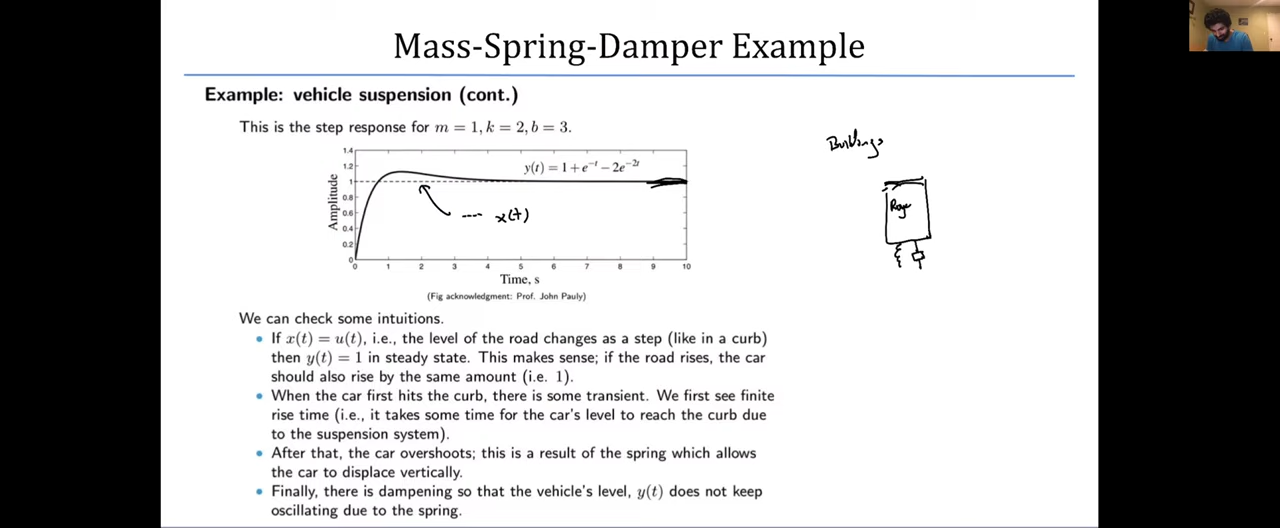 Mass-Spring-Damper Example
Example: vehicle suspension (cont.)
This is the step response for m = 1, k = 2, b = 3.
1.4
1.2
1
0.8
0.6
0.4
0.2
0
Amplitude
y(t) = 1 + e^{-t} − 2e^{-2t}
x(t)
0 1 2 3 4 5 6 7 8 9 10
Time, s
(Fig acknowledgment: Prof. John Pauly)
Buildings
We can check some intuitions.
• If x(t) = u(t), i.e., the level of the road changes as a step (like in a curb)
then y(t) = 1 in steady state. This makes sense; if the road rises, the car
should also rise by the same amount (i.e. 1).
• When the car first hits the curb, there is some transient. We first see finite
rise time (i.e., it takes some time for the car's level to reach the curb due
to the suspension system).
• After that, the car overshoots; this is a result of the spring which allows
the car to displace vertically.
• Finally, there is dampening so that the vehicle's level, y(t) does not keep
oscillating due to the spring.